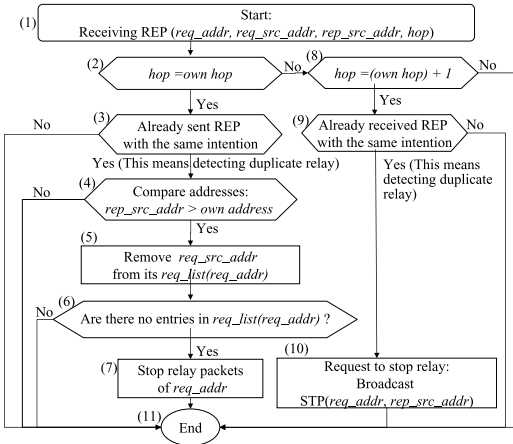 (1)
Start:
Receiving REP (req_addr, req_src_addr, rep_src_addr, hop)
(2)
hop =own hop
No
(8)
hop =(own hop) + 1
No
Yes
Yes
No
(3)
Already sent REP
with the same intention
(9)
Already received REP
with the same intention
No
Yes (This means detecting duplicate relay)
Yes (This means
detecting duplicate
relay)
No
(4)
Compare addresses:
rep_src_addr > own address
Yes
(5)
Remove req_src_addr
from its req_list(req_addr)
No
(6)
Are there no entries in req_list(req_addr) ?
Yes
(7)
Stop relay packets
of req_addr
(10)
Request to stop relay:
Broadcast
STP(req_addr, rep_src_addr)
(11)
End